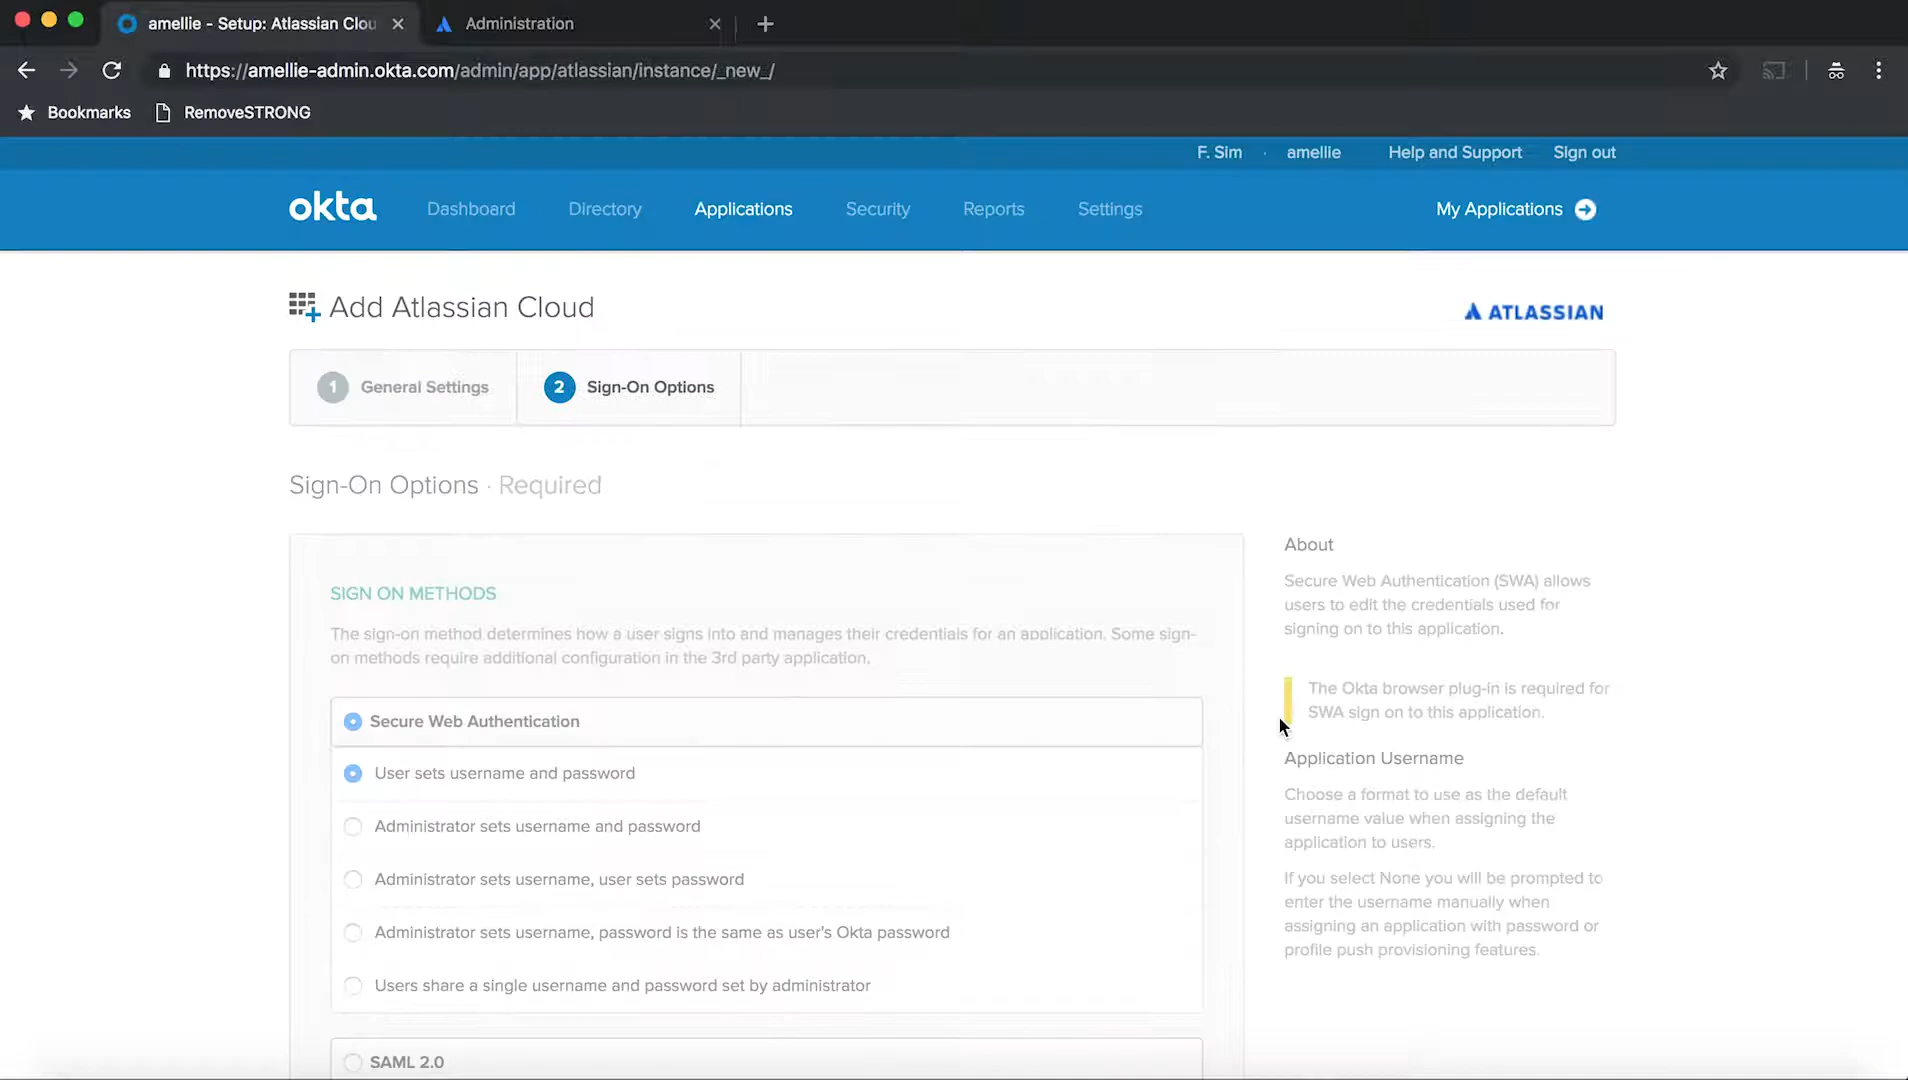 amellie - Setup: Atlassian Clou
Administration
https://amellie-admin.okta.com/admin/app/atlassian/instance/_new_/
Bookmarks
RemoveSTRONG
F. Sim · amellie
Help and Support
Sign out
okta
Dashboard
Directory
Applications
Security
Reports
Settings
My Applications
Add Atlassian Cloud
ATLASSIAN
1 General Settings
2 Sign-On Options
Sign-On Options · Required
SIGN ON METHODS
The sign-on method determines how a user signs into and manages their credentials for an application. Some sign-
on methods require additional configuration in the 3rd party application.
Secure Web Authentication
User sets username and password
Administrator sets username and password
Administrator sets username, user sets password
Administrator sets username, password is the same as user's Okta password
Users share a single username and password set by administrator
SAML 2.0
About
Secure Web Authentication (SWA) allows
users to edit the credentials used for
signing on to this application.
The Okta browser plug-in is required for
SWA sign on to this application.
Application Username
Choose a format to use as the default
username value when assigning the
application to users.
If you select None you will be prompted to
enter the username manually when
assigning an application with password or
profile push provisioning features.